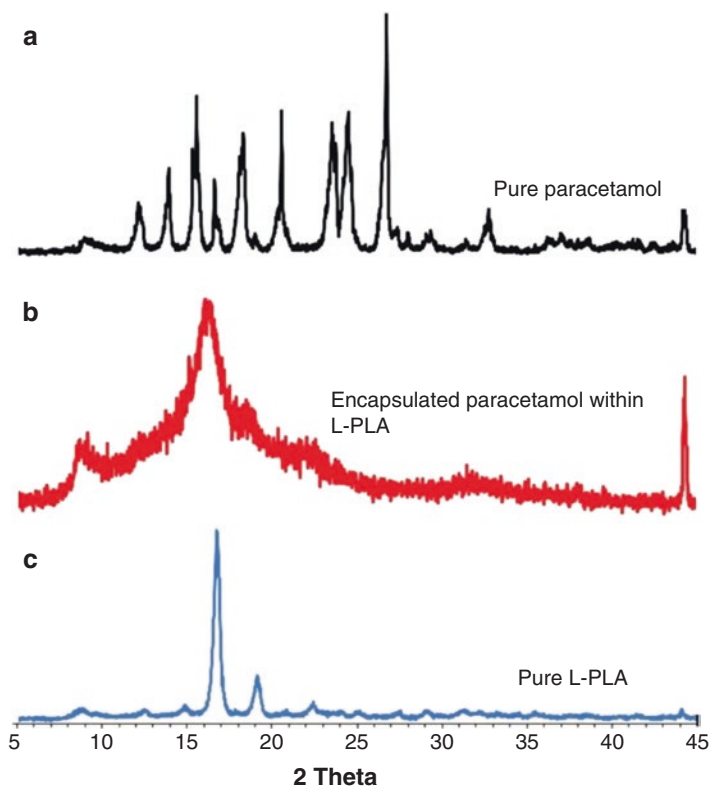 a
Pure paracetamol
b
Encapsulated paracetamol within
L-PLA
c
Pure L-PLA
5 10 15 20 25 30 35 40 45
2 Theta